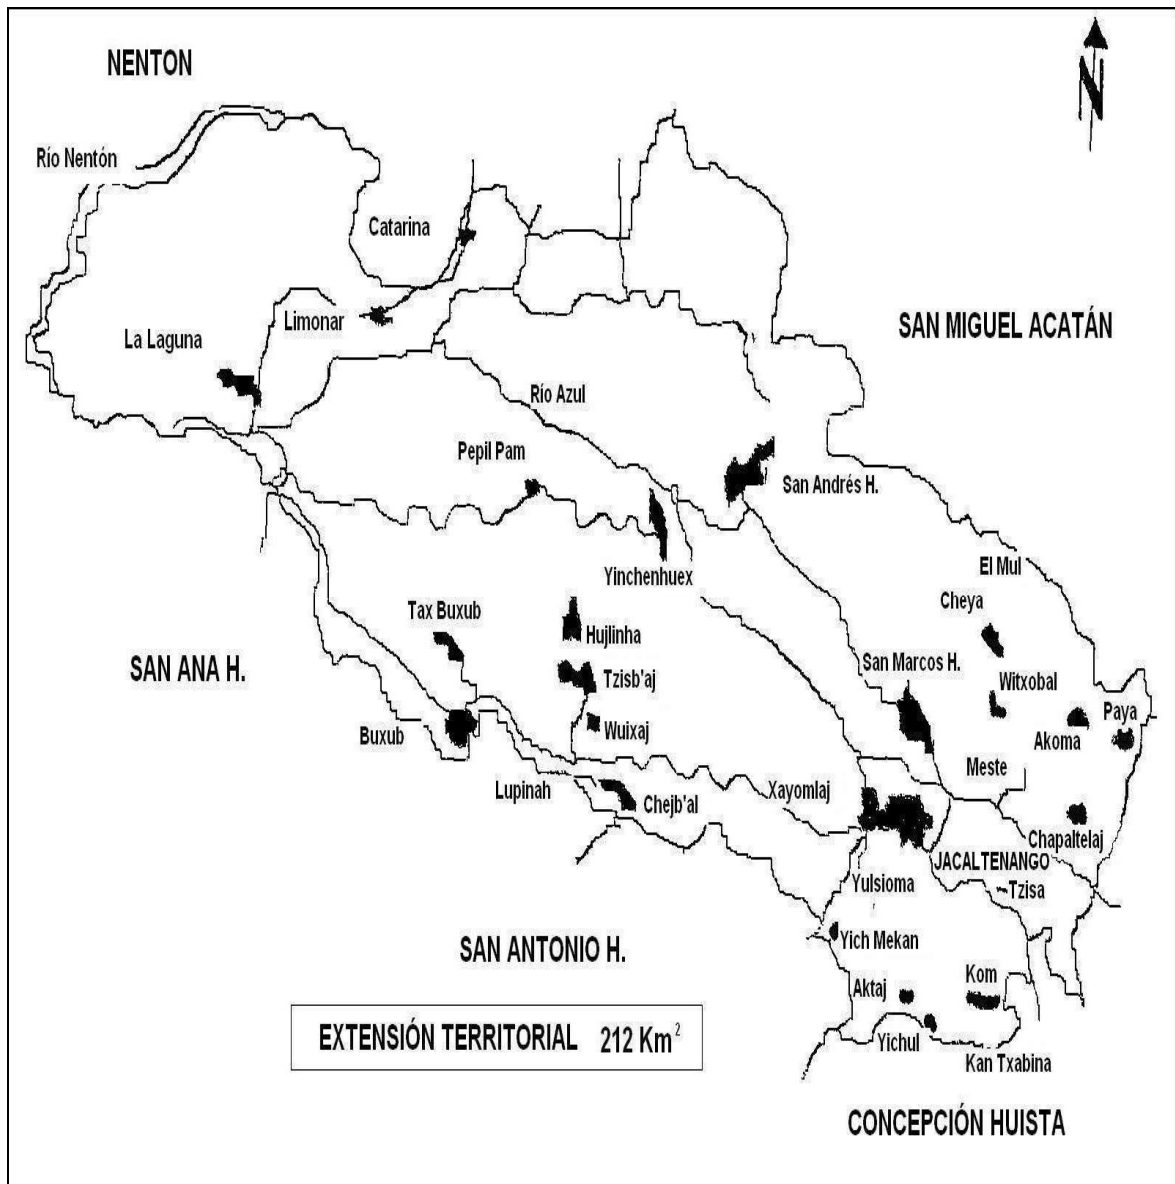 NENTON
N
Río Nentón
Catarina
Limonar
SAN MIGUEL ACATÁN
La Laguna
Río Azul
Pepil Pam
San Andrés H.
El Mul
Yinchenhuex
Cheya
Tax Buxub
Hujlinha
SAN ANA H.
San Marcos H.
Tzisb'aj
Witxobal
Paya
Wuixaj
Buxub
Akoma
Meste
Lupinah
Xayomlaj
Chejb'al
Chapaltelaj
JACALTENANGO
Yulsioma
Tzisa
SAN ANTONIO H.
Yich Mekan
Kom
Aktaj
EXTENSIÓN TERRITORIAL 212 Km²
Yichul
Kan Txabina
CONCEPCIÓN HUISTA